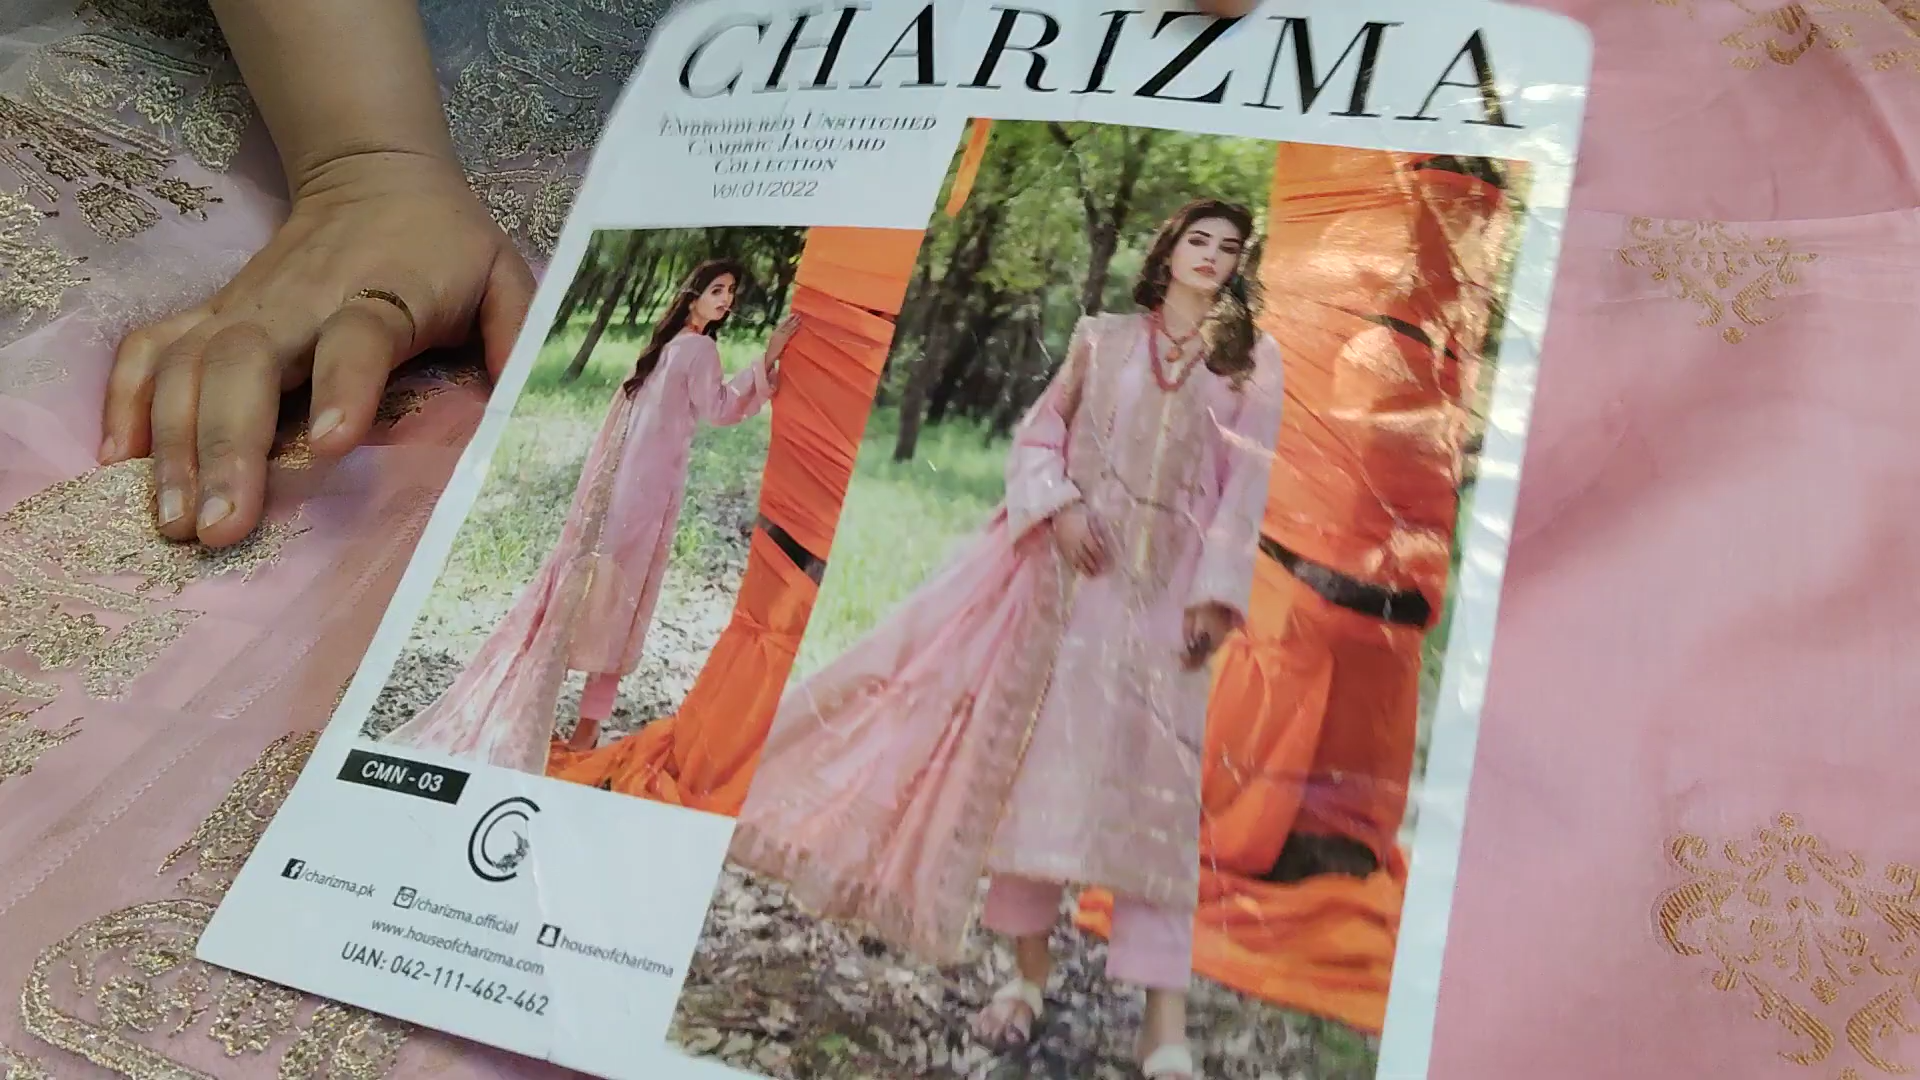 CHARIZMA
EMBROIDERED UNSTITCHED
CAMBRIC JACQUARD
COLLECTION
Vol:01/2022
CMN - 03
/charizma.pk
/charizma.official
houseofcharizma
www.houseofcharizma.com
UAN: 042-111-462-462